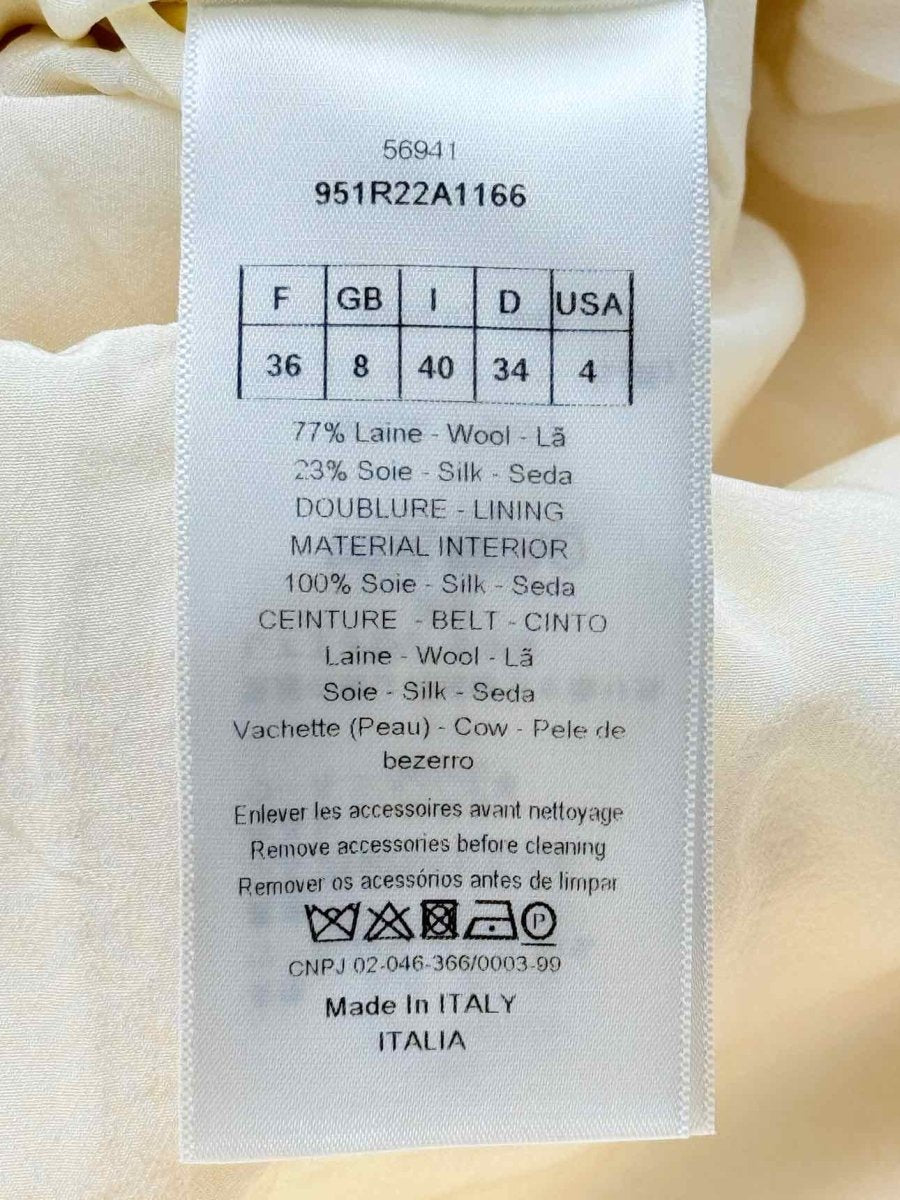 56941
951R22A1166
F GB I D USA
36 8 40 34 4
77% Laine - Wool - Lã
23% Soie - Silk - Seda
DOUBLURE - LINING
MATERIAL INTERIOR
100% Soie - Silk - Seda
CEINTURE - BELT - CINTO
Laine - Wool - Lã
Soie - Silk - Seda
Vachette (Peau) - Cow - Pele de
bezerro
Enlever les accessoires avant nettoyage
Remove accessories before cleaning
Remover os acessórios antes de limpar
P
CNPJ 02-046-366/0003-99
Made In ITALY
ITALIA